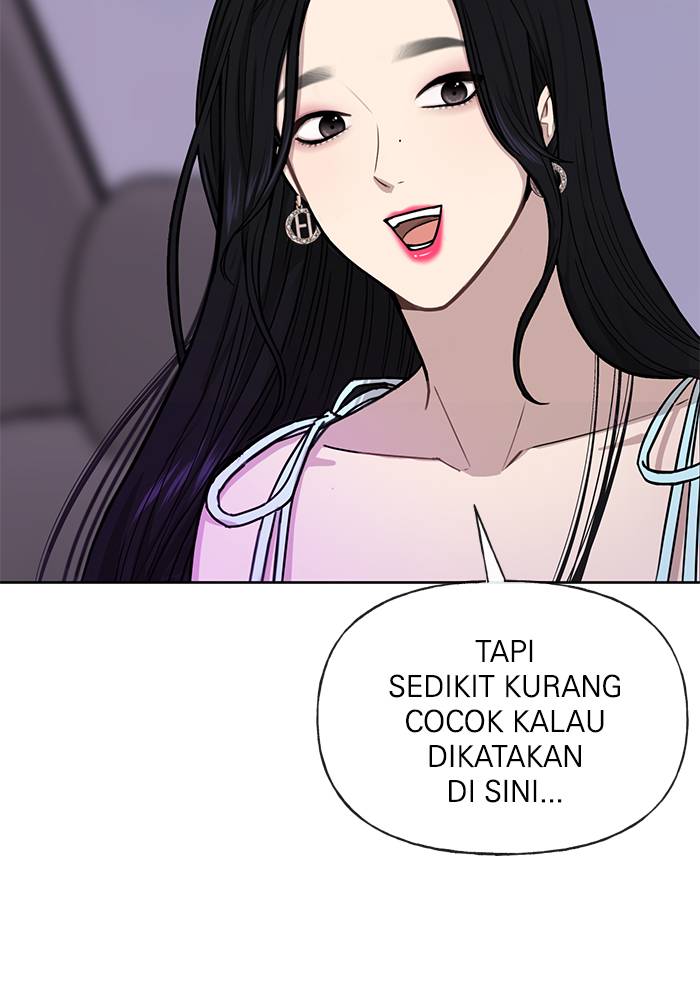 TAPI
SEDIKIT KURANG
COCOK KALAU
DIKATAKAN
DI SINI...